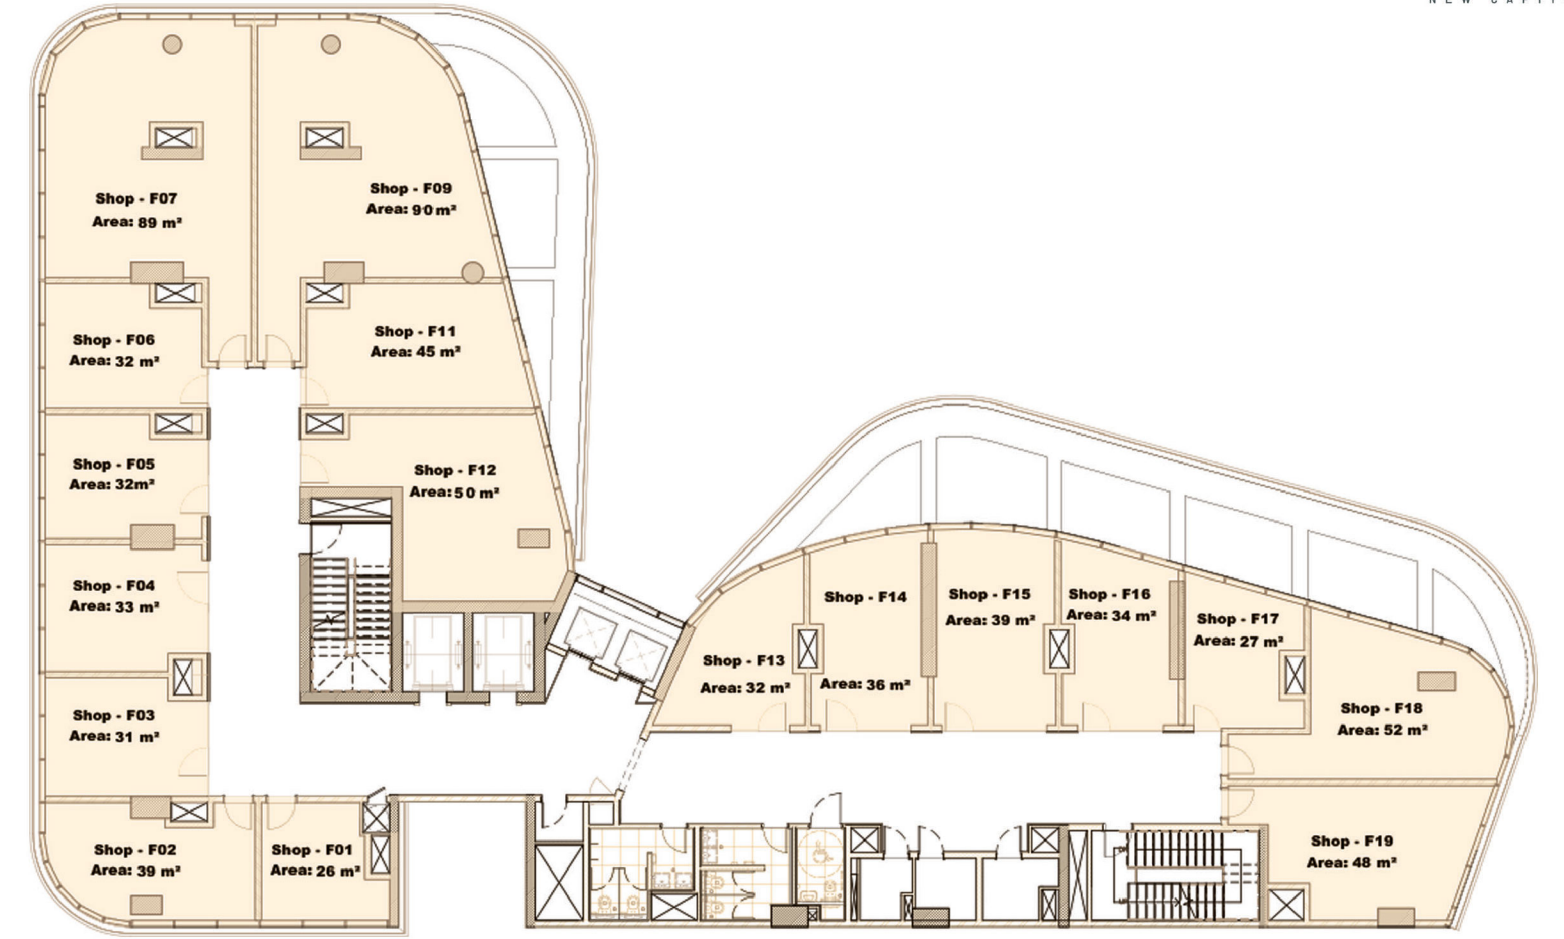 NEW CAPIT
Shop - F07
Area: 89 m²
Shop - F09
Area: 90 m²
Shop - F06
Area: 32 m²
Shop - F11
Area: 45 m²
Shop - F05
Area: 32m²
Shop - F12
Area: 50 m²
Shop - F04
Area: 33 m²
Shop - F03
Area: 31 m²
Shop - F02
Area: 39 m²
Shop - F01
Area: 26 m²
Shop - F13
Area: 32 m²
Shop - F14
Area: 36 m²
Shop - F15
Area: 39 m²
Shop - F16
Area: 34 m²
Shop - F17
Area: 27 m²
Shop - F18
Area: 52 m²
Shop - F19
Area: 48 m²